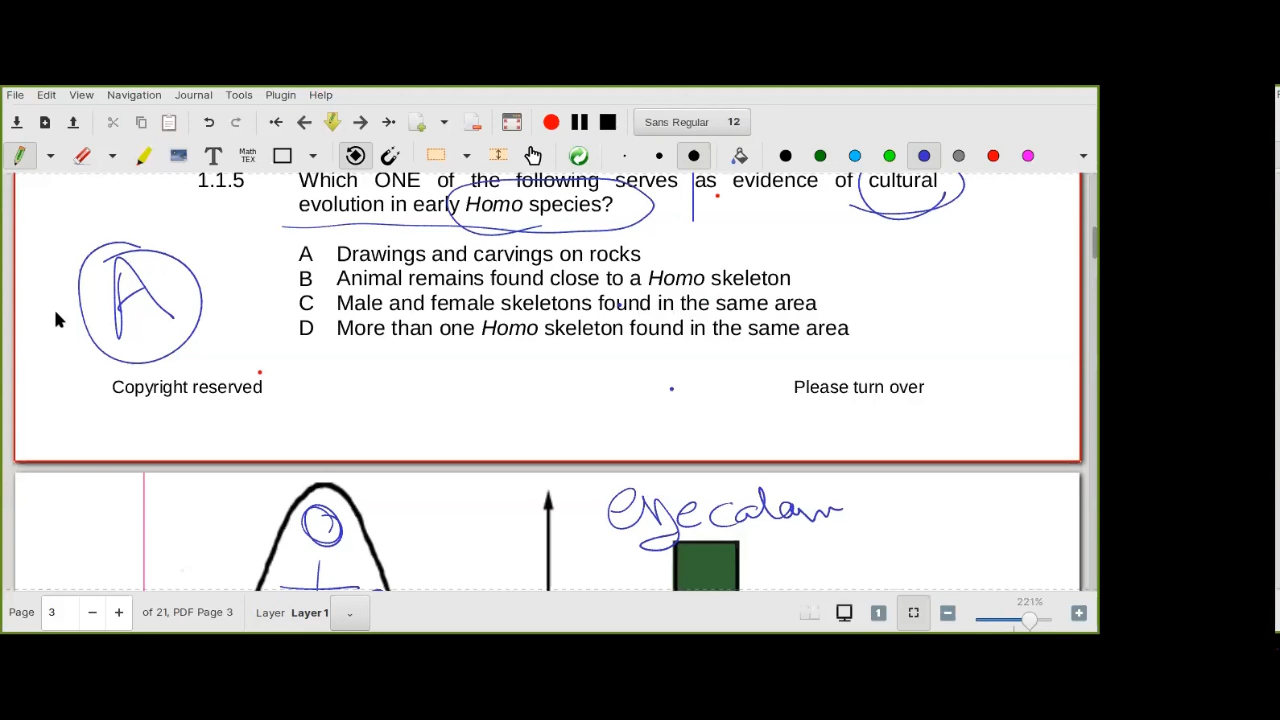 File Edit View Navigation Journal Tools Plugin Help
Sans Regular 12
Math
TEX
1.1.5 Which ONE of the following serves as evidence of cultural
evolution in early Homo species?
A Drawings and carvings on rocks
B Animal remains found close to a Homo skeleton
C Male and female skeletons found in the same area
D More than one Homo skeleton found in the same area
A
Copyright reserved Please turn over
Page 3 of 21, PDF Page 3 Layer Layer1 1 221%